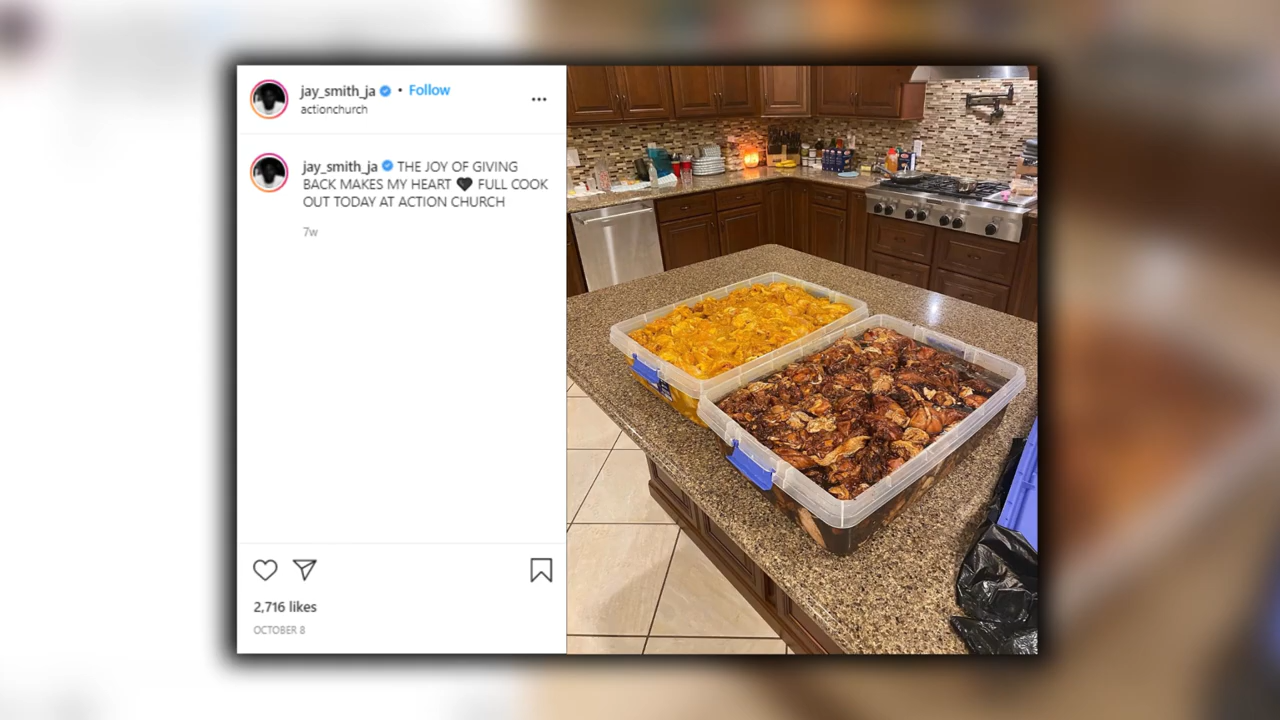 jay_smith_ja • Follow
actionchurch
jay_smith_ja THE JOY OF GIVING
BACK MAKES MY HEART 🖤 FULL COOK
OUT TODAY AT ACTION CHURCH
7w
2,716 likes
OCTOBER 8